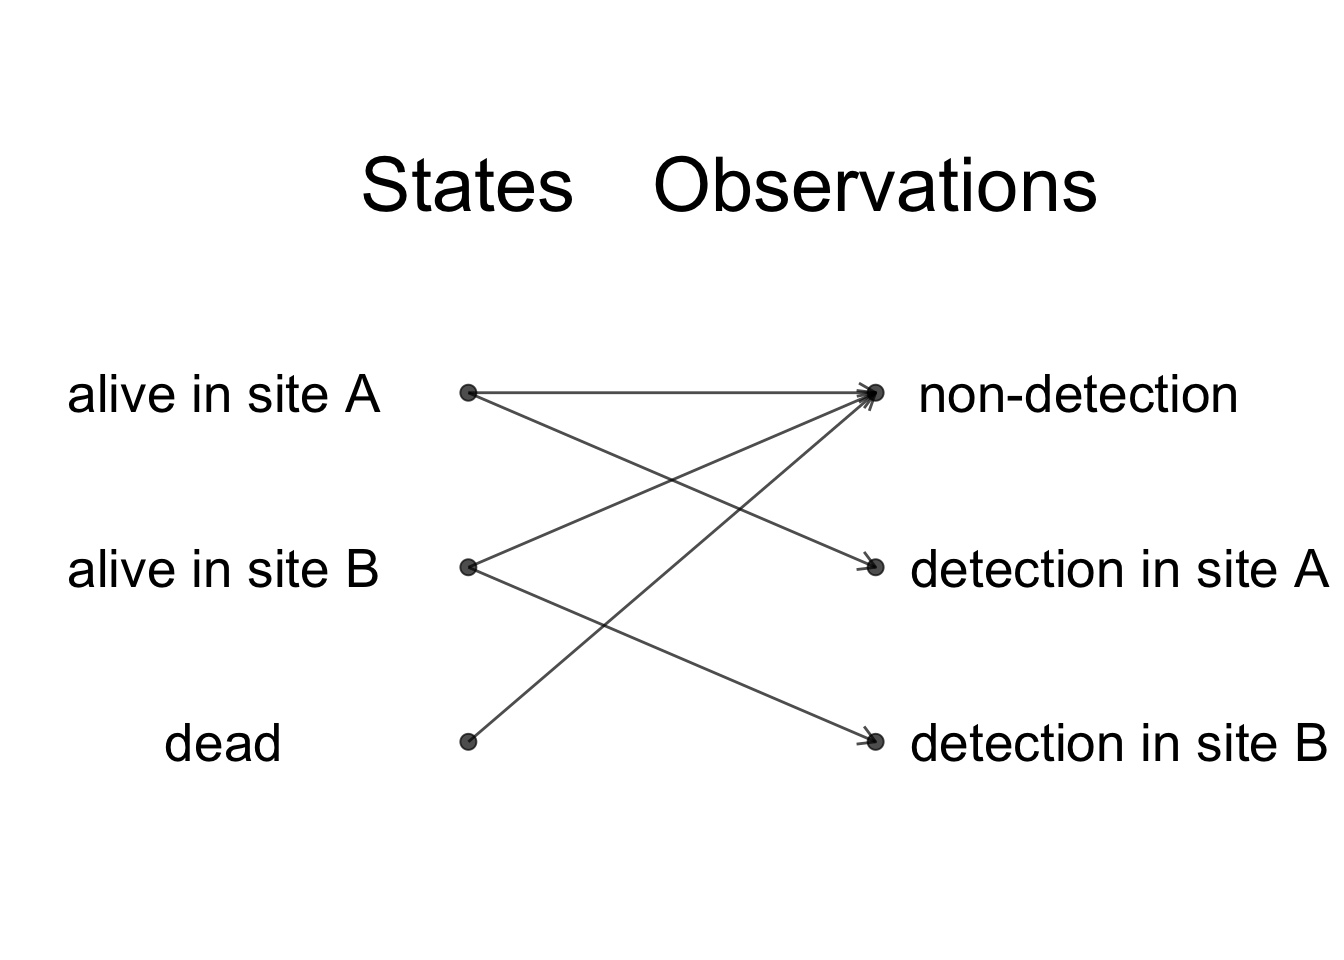 States Observations
alive in site A non-detection
alive in site B detection in site A
dead detection in site B